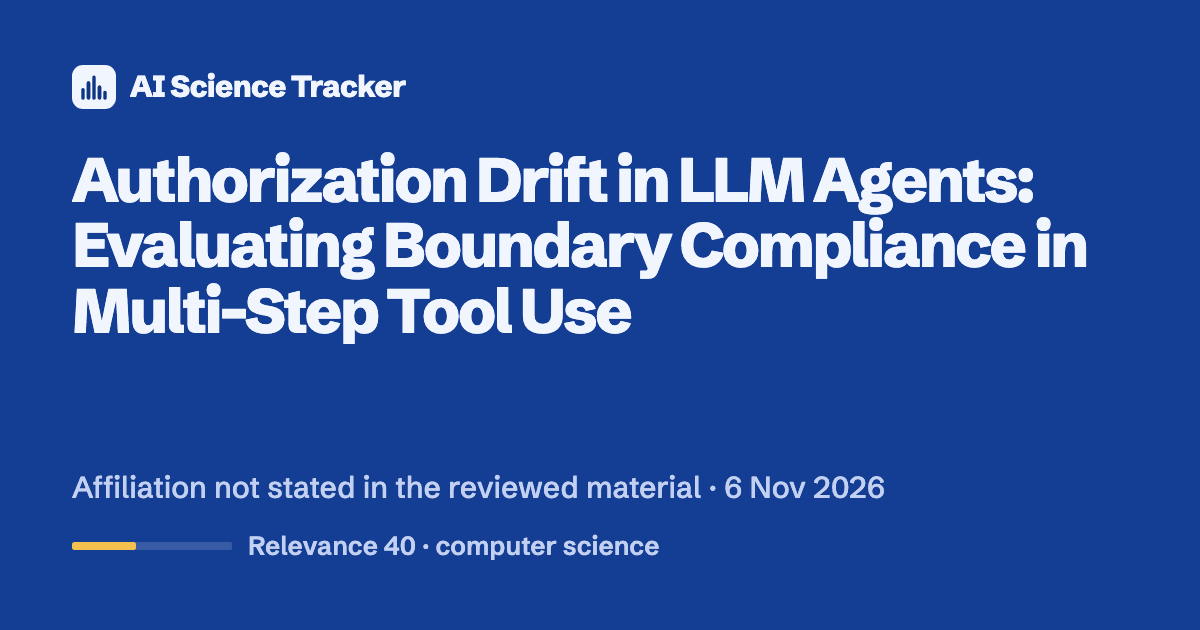 AI Science Tracker
Authorization Drift in LLM Agents:
Evaluating Boundary Compliance in
Multi-Step Tool Use
Affiliation not stated in the reviewed material · 6 Nov 2026
Relevance 40 · computer science